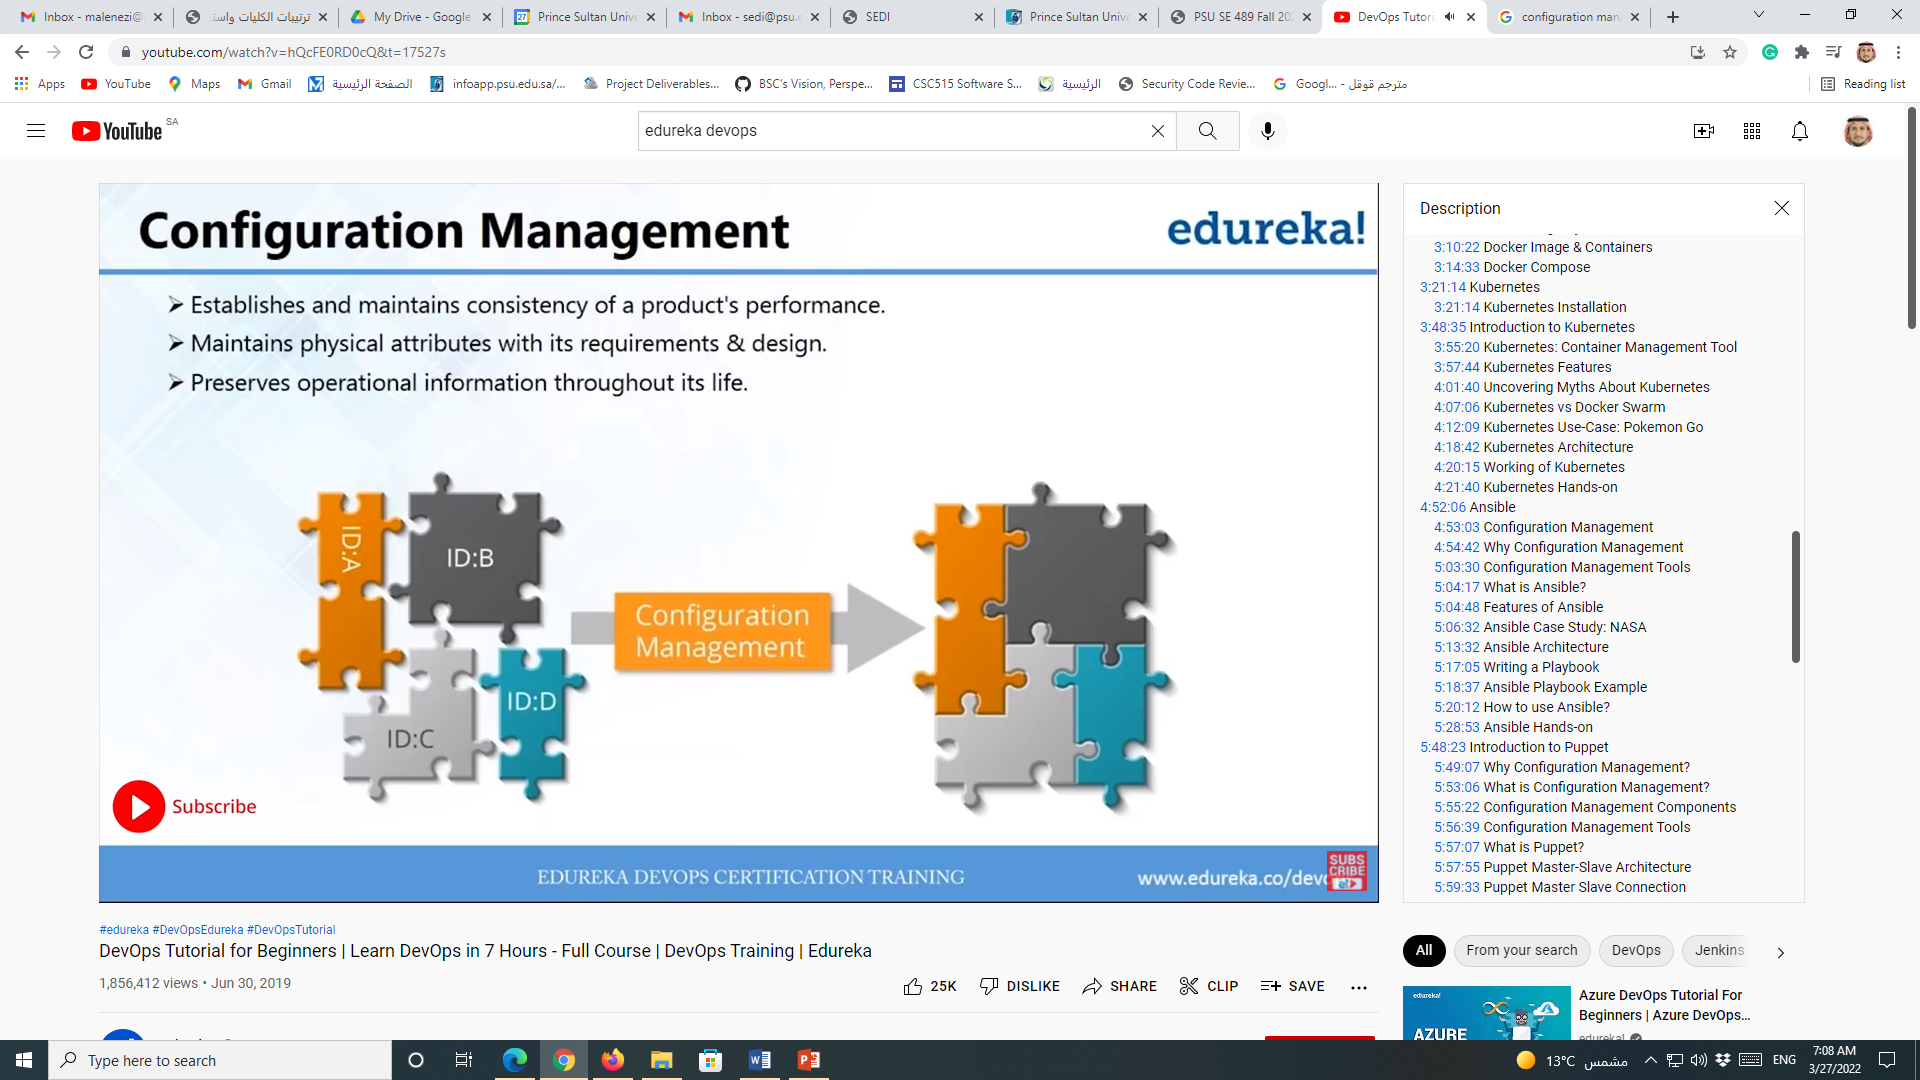 Inbox - malenezi@
ترتيبات الكليات واست
My Drive - Google
Prince Sultan Unive
Inbox - sedi@psu.e
SEDI
Prince Sultan Unive
PSU SE 489 Fall 20
DevOps Tutori
configuration man
youtube.com/watch?v=hQcFE0RD0cQ&t=17527s
Apps
YouTube
Maps
Gmail
الصفحة الرئيسية
infoapp.psu.edu.sa/...
Project Deliverables...
BSC's Vision, Perspe...
CSC515 Software S...
الرئيسية
Security Code Revie...
Googl... - مترجم قوقل
Reading list
YouTube SA
edureka devops
Configuration Management
edureka!
➢ Establishes and maintains consistency of a product's performance.
➢ Maintains physical attributes with its requirements & design.
➢ Preserves operational information throughout its life.
ID:A
ID:B
ID:C
ID:D
Configuration
Management
Subscribe
EDUREKA DEVOPS CERTIFICATION TRAINING
www.edureka.co/devo
SUBS
CRIBE
Description
3:10:22 Docker Image & Containers
3:14:33 Docker Compose
3:21:14 Kubernetes
3:21:14 Kubernetes Installation
3:48:35 Introduction to Kubernetes
3:55:20 Kubernetes: Container Management Tool
3:57:44 Kubernetes Features
4:01:40 Uncovering Myths About Kubernetes
4:07:06 Kubernetes vs Docker Swarm
4:12:09 Kubernetes Use-Case: Pokemon Go
4:18:42 Kubernetes Architecture
4:20:15 Working of Kubernetes
4:21:40 Kubernetes Hands-on
4:52:06 Ansible
4:53:03 Configuration Management
4:54:42 Why Configuration Management
5:03:30 Configuration Management Tools
5:04:17 What is Ansible?
5:04:48 Features of Ansible
5:06:32 Ansible Case Study: NASA
5:13:32 Ansible Architecture
5:17:05 Writing a Playbook
5:18:37 Ansible Playbook Example
5:20:12 How to use Ansible?
5:28:53 Ansible Hands-on
5:48:23 Introduction to Puppet
5:49:07 Why Configuration Management?
5:53:06 What is Configuration Management?
5:55:22 Configuration Management Components
5:56:39 Configuration Management Tools
5:57:07 What is Puppet?
5:57:55 Puppet Master-Slave Architecture
5:59:33 Puppet Master Slave Connection
#edureka #DevOpsEdureka #DevOpsTutorial
DevOps Tutorial for Beginners | Learn DevOps in 7 Hours - Full Course | DevOps Training | Edureka
1,856,412 views • Jun 30, 2019
25K
DISLIKE
SHARE
CLIP
SAVE
All
From your search
DevOps
Jenkins
edureka!
AZURE
Azure DevOps Tutorial For
Beginners | Azure DevOps...
edureka!
Type here to search
13°C مشمس
ENG
7:08 AM
3/27/2022